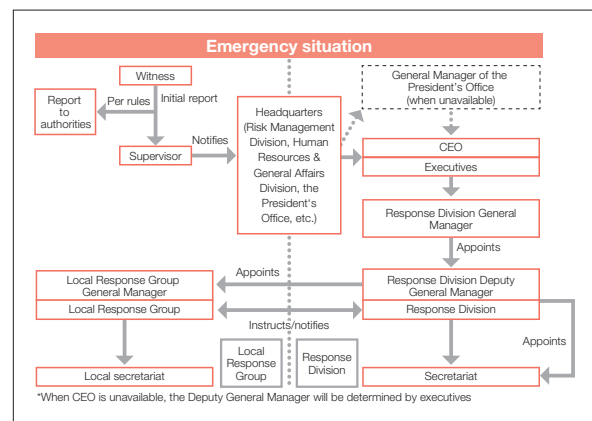 Emergency situation
Witness
Report
to
authorities
Per rules
Initial report
Supervisor
Notifies
Headquarters
(Risk Management
Division, Human
Resources &
General Affairs
Division, the
President's
Office, etc.)
General Manager of the
President's Office
(when unavailable)
CEO
Executives
Response Division General
Manager
Appoints
Local Response Group
General Manager
Local Response Group
Appoints
Response Division Deputy
General Manager
Response Division
Instructs/notifies
Local
Response
Group
Response
Division
Appoints
Local secretariat
Secretariat
*When CEO is unavailable, the Deputy General Manager will be determined by executives